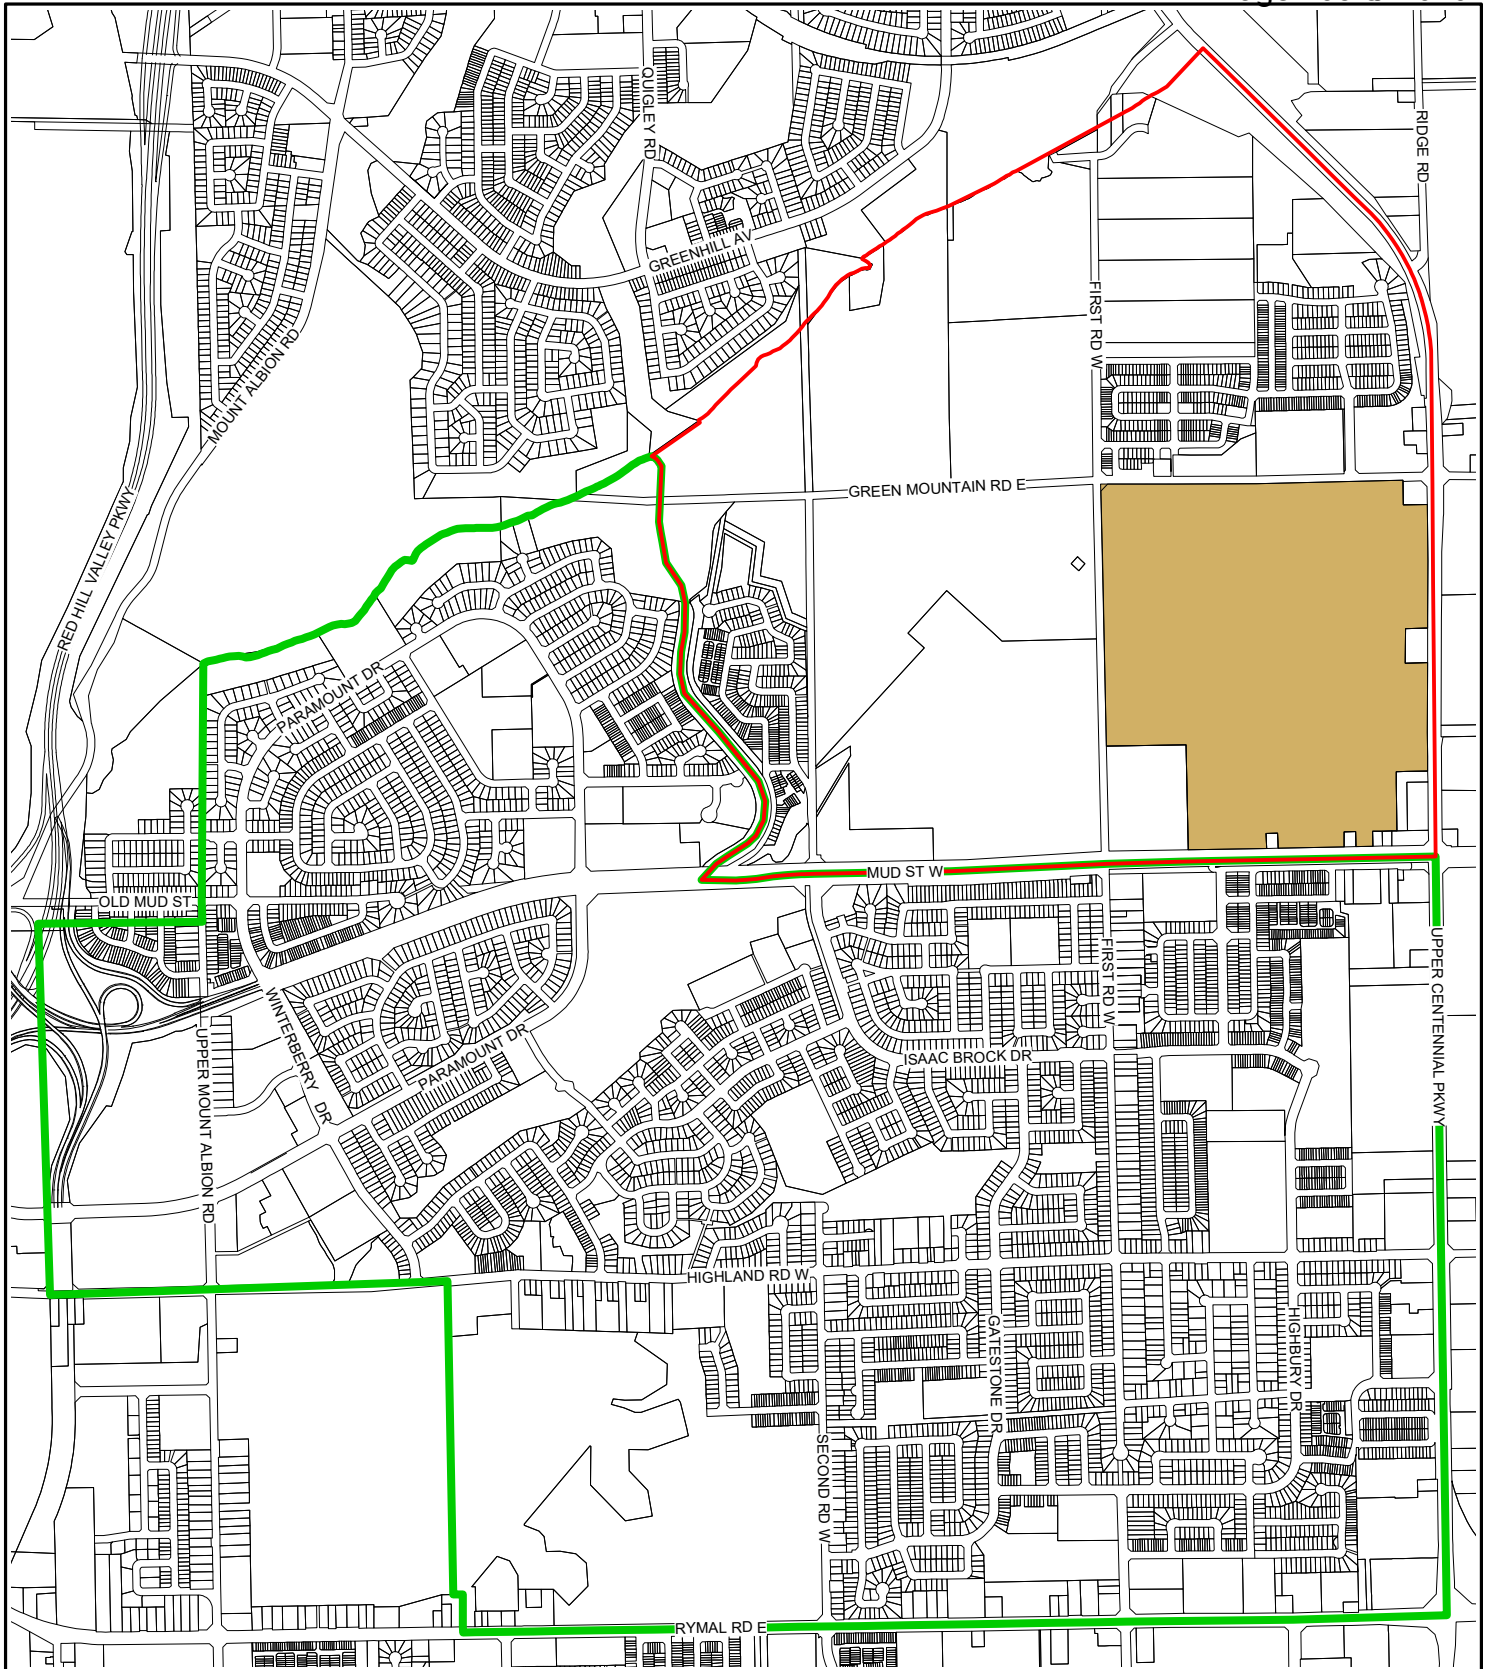 QUIGLEY RD
RIDGE RD
GREENHILL AV
FIRST RD W
MOUNT ALBION RD
GREEN MOUNTAIN RD E
RED HILL VALLEY PKWY
PARAMOUNT DR
MUD ST W
OLD MUD ST
UPPER CENTENNIAL PKWY
FIRST RD W
WINTERBERRY DR
PARAMOUNT DR
ISAAC BROCK DR
UPPER MOUNT ALBION RD
HIGHLAND RD W
GATESTONE DR
HIGHBURY DR
SECOND RD W
RYMAL RD E